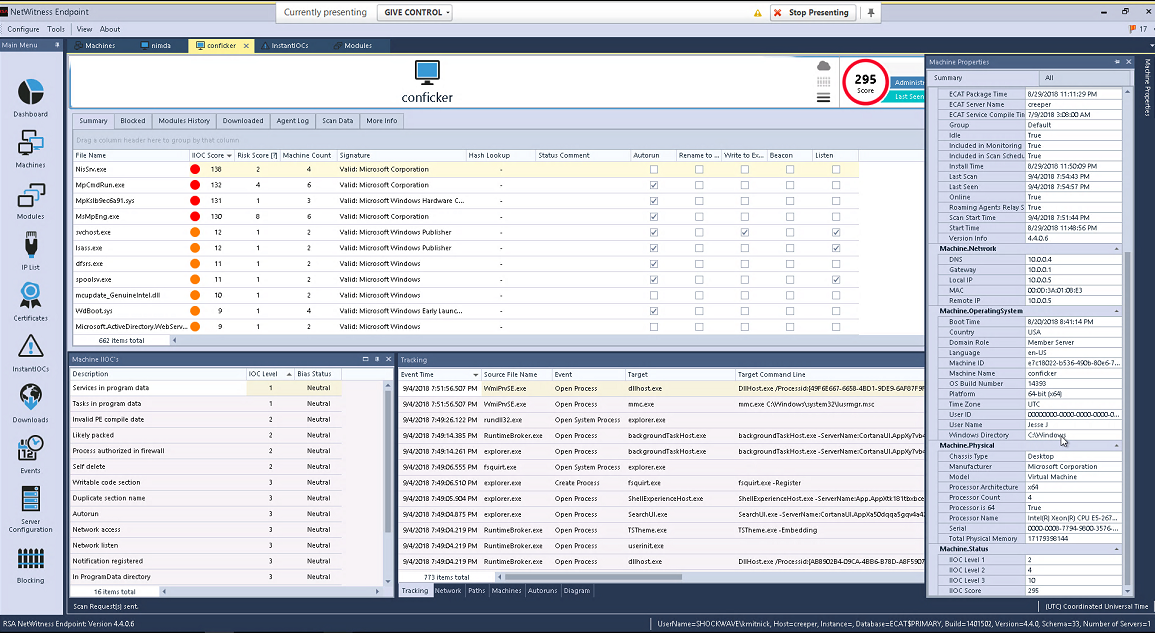 RSA NetWitness Endpoint
Currently presenting GIVE CONTROL Stop Presenting
Configure Tools View About 17
Main Menu Machines nimda conficker InstantIOCs Modules
Dashboard
Machines
Modules
IP List
Certificates
InstantIOCs
Downloads
Events
Server Configuration
Blocking
conficker
295
Score
Administr
Last Seen
Summary Blocked Modules History Downloaded Agent Log Scan Data More Info
Drag a column header here to group by that column
File Name IIOC Score Risk Score [?] Machine Count Signature Hash Lookup Status Comment Autorun Rename to ... Write to Ex... Beacon Listen
NisSrv.exe 138 2 4 Valid: Microsoft Corporation -
MpCmdRun.exe 132 4 6 Valid: Microsoft Corporation -
MpKslb9ec6a91.sys 131 1 3 Valid: Microsoft Windows Hardware C... -
MsMpEng.exe 130 8 6 Valid: Microsoft Corporation -
svchost.exe 12 1 2 Valid: Microsoft Windows Publisher -
lsass.exe 12 1 2 Valid: Microsoft Windows Publisher -
dfsrs.exe 11 1 2 Valid: Microsoft Windows -
spoolsv.exe 11 1 2 Valid: Microsoft Windows -
mcupdate_GenuineIntel.dll 10 1 2 Valid: Microsoft Windows -
WdBoot.sys 9 1 4 Valid: Microsoft Windows Early Launc... -
Microsoft.ActiveDirectory.WebServ... 9 1 2 Valid: Microsoft Windows -
662 items total
Machine IIOC's
Description IOC Level Bias Status
Services in program data 1 Neutral
Tasks in program data 1 Neutral
Invalid PE compile date 2 Neutral
Likely packed 2 Neutral
Process authorized in firewall 2 Neutral
Self delete 2 Neutral
Writable code section 2 Neutral
Duplicate section name 3 Neutral
Autorun 3 Neutral
Network access 3 Neutral
Network listen 3 Neutral
Notification registered 3 Neutral
In ProgramData directory 3 Neutral
16 items total
Tracking
Event Time Source File Name Event Target Target Command Line
9/4/2018 7:51:56.507 PM WmiPrvSE.exe Open Process dllhost.exe DllHost.exe /Processid:{49F6E667-6658-4BD1-9DE9-6AF87F9F
9/4/2018 7:51:56.507 PM WmiPrvSE.exe Open Process mmc.exe mmc.exe C:\Windows\system32\lusrmgr.msc
9/4/2018 7:49:26.122 PM rundll32.exe Open System Process explorer.exe
9/4/2018 7:49:14.385 PM RuntimeBroker.exe Open Process backgroundTaskHost.exe backgroundTaskHost.exe -ServerName:CortanaUI.AppXy7vb4
9/4/2018 7:49:14.213 PM explorer.exe Open Process backgroundTaskHost.exe backgroundTaskHost.exe -ServerName:CortanaUI.AppXy7vb4
9/4/2018 7:49:06.555 PM fsquirt.exe Open System Process explorer.exe
9/4/2018 7:49:06.510 PM explorer.exe Create Process fsquirt.exe fsquirt.exe -Register
9/4/2018 7:49:05.904 PM explorer.exe Open Process ShellExperienceHost.exe
9/4/2018 7:49:04.875 PM explorer.exe Open Process SearchUI.exe
9/4/2018 7:49:04.219 PM RuntimeBroker.exe Open Process TSTheme.exe TSTheme.exe -Embedding
9/4/2018 7:49:04.219 PM RuntimeBroker.exe Open Process userinit.exe
9/4/2018 7:49:04.219 PM RuntimeBroker.exe Open Process dllhost.exe
773 items total
Tracking Network Paths Machines Autoruns Diagram
Machine Properties
Summary All
ECAT Package Time 8/29/2018 11:11:29 PM
ECAT Server Name creeper
ECAT Service Compile Tin 7/9/2018 3:08:00 AM
Group Default
Idle True
Included in Monitoring True
Included in Scan Schedu True
Install Time 8/29/2018 11:50:09 PM
Last Scan 9/4/2018 7:54:43 PM
Last Seen 9/4/2018 7:54:57 PM
Online True
Roaming Agents Relay S True
Scan Start Time 9/4/2018 7:51:44 PM
Start Time 8/29/2018 11:48:56 PM
Version Info 4.4.0.6
Machine.Network
DNS 10.0.0.4
Gateway 10.0.0.1
Local IP 10.0.0.5
MAC 00:0D:3A:01:0B:E3
Remote IP 10.0.0.5
Machine.OperatingSystem
Boot Time 8/20/2018 8:41:14 PM
Country USA
Domain Role Member Server
Language en-US
Machine ID e7c18022-b536-490b-80e6-7...
Machine Name conficker
OS Build Number 14393
Platform 64-bit (x64)
Time Zone UTC
User ID 00000000-0000-0000-0000-0...
User Name Jesse J
Windows Directory C:\Windows
Machine.Physical
Chassis Type Desktop
Manufacturer Microsoft Corporation
Model Virtual Machine
Processor Architecture x64
Processor Count 4
Processor is 64 True
Processor Name Intel(R) Xeon(R) CPU E5-267...
Serial 0000-0008-7794-9800-3576-...
Total Physical Memory 17179398144
Machine.Status
IIOC Level 1 2
IIOC Level 2 4
IIOC Level 3 10
IIOC Score 295
Machine Properties
Scan Request(s) sent.
(UTC) Coordinated Universal Time
RSA NetWitness Endpoint: Version 4.4.0.6
UserName=SHOCKWAVE\kmitnick, Host=creeper, Instance=, Database=ECAT$PRIMARY, Build=1401502, Version=4.4.0, Schema=33, Number of Servers=1